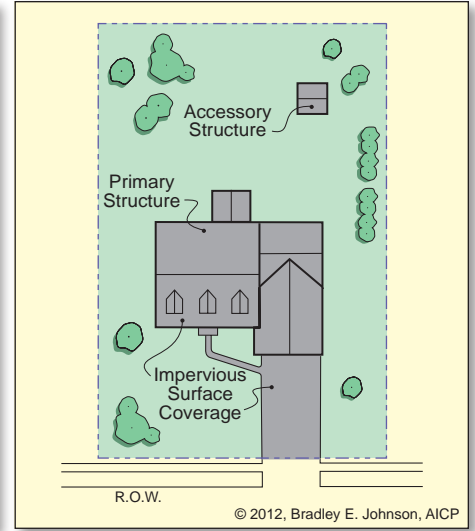 Accessory
Structure
Primary
Structure
Impervious
Surface
Coverage
R.O.W.
© 2012, Bradley E. Johnson, AICP